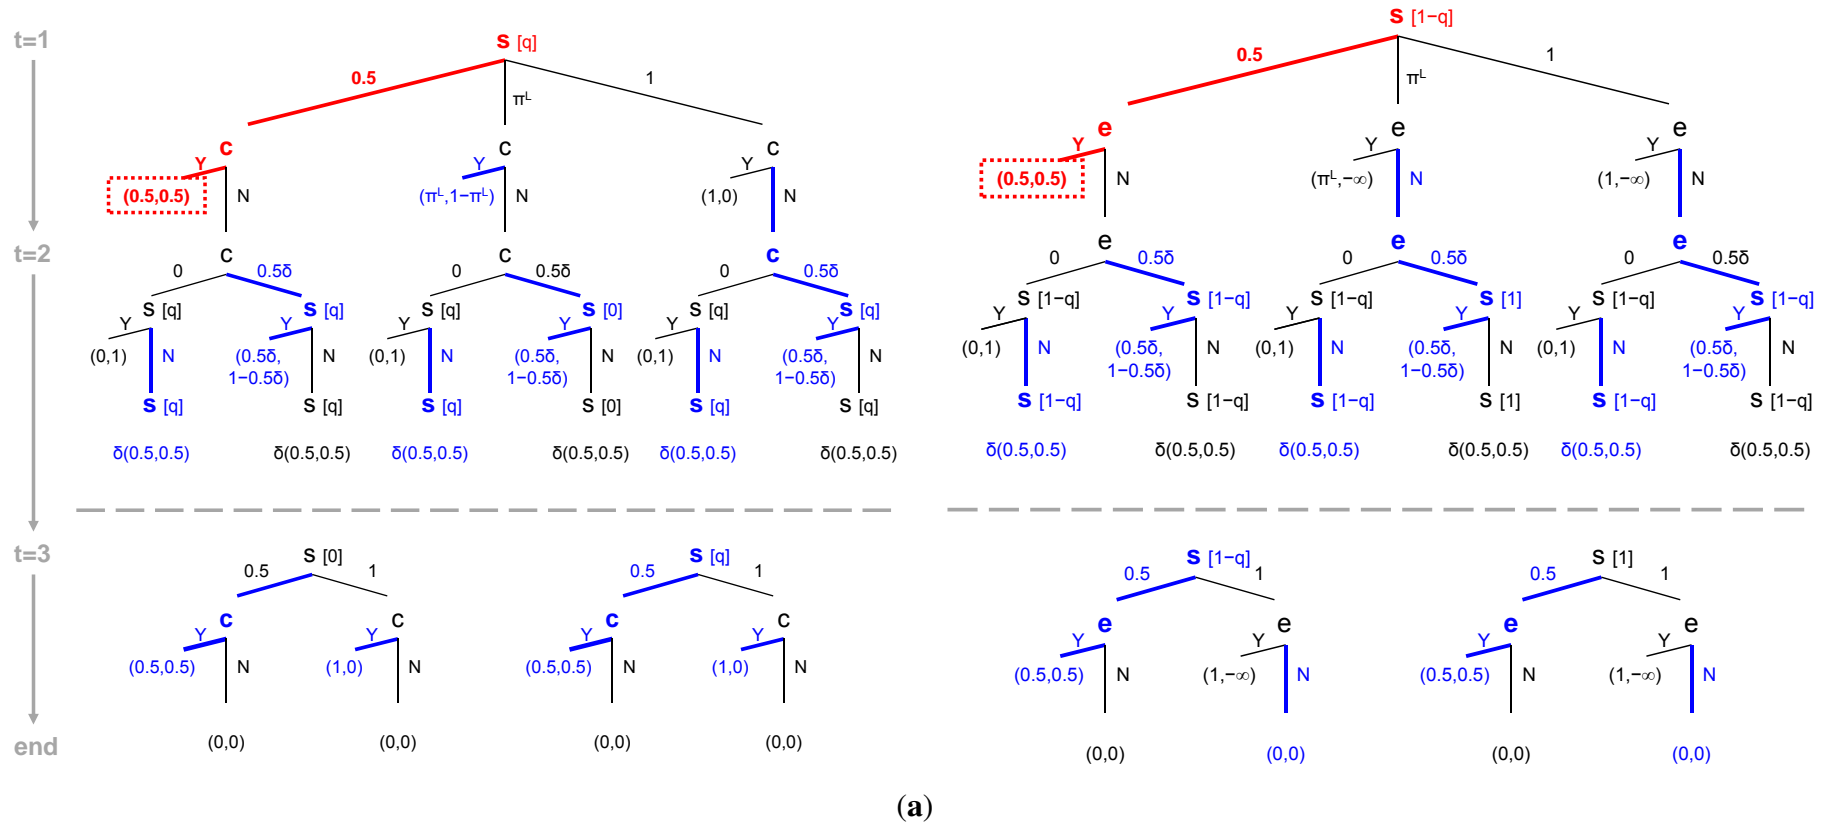 s [1−q]
t=1
s [q]
0.5
1
0.5
1
πᴸ
πᴸ
c
c
c
e
e
e
Y
Y
Y
Y
Y
Y
(0.5,0.5)
N
(πᴸ,1−πᴸ)
N
(1,0)
N
(0.5,0.5)
N
(πᴸ,−∞)
N
(1,−∞)
N
t=2
c
c
c
e
e
e
0
0.5δ
0
0.5δ
0
0.5δ
0
0.5δ
0
0.5δ
0
0.5δ
s [q]
s [q]
s [q]
s [0]
s [q]
s [q]
s [1−q]
s [1−q]
s [1−q]
s [1]
s [1−q]
s [1−q]
Y
Y
Y
Y
Y
Y
Y
Y
Y
Y
Y
Y
(0,1)
N
(0.5δ,
1−0.5δ)
N
(0,1)
N
(0.5δ,
1−0.5δ)
N
(0,1)
N
(0.5δ,
1−0.5δ)
N
(0,1)
N
(0.5δ,
1−0.5δ)
N
(0,1)
N
(0.5δ,
1−0.5δ)
N
(0,1)
N
(0.5δ,
1−0.5δ)
N
s [q]
s [q]
s [q]
s [0]
s [q]
s [q]
s [1−q]
s [1−q]
s [1−q]
s [1]
s [1−q]
s [1−q]
δ(0.5,0.5)
δ(0.5,0.5)
δ(0.5,0.5)
δ(0.5,0.5)
δ(0.5,0.5)
δ(0.5,0.5)
δ(0.5,0.5)
δ(0.5,0.5)
δ(0.5,0.5)
δ(0.5,0.5)
δ(0.5,0.5)
δ(0.5,0.5)
t=3
s [0]
s [q]
s [1−q]
s [1]
0.5
1
0.5
1
0.5
1
0.5
1
c
c
c
c
e
e
e
e
Y
Y
Y
Y
Y
Y
Y
Y
(0.5,0.5)
N
(1,0)
N
(0.5,0.5)
N
(1,0)
N
(0.5,0.5)
N
(1,−∞)
N
(0.5,0.5)
N
(1,−∞)
N
end
(0,0)
(0,0)
(0,0)
(0,0)
(0,0)
(0,0)
(0,0)
(0,0)
(a)